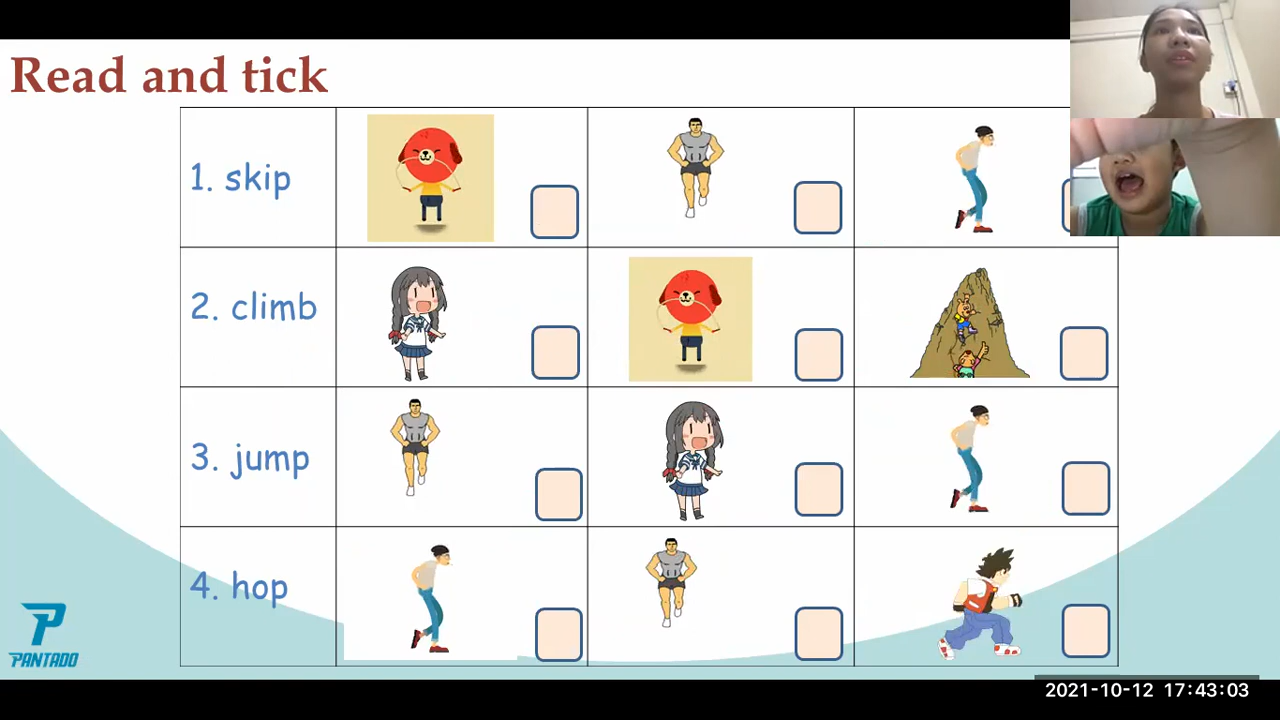 Read and tick
1. skip
2. climb
3. jump
4. hop
PANTADO
2021-10-12 17:43:03